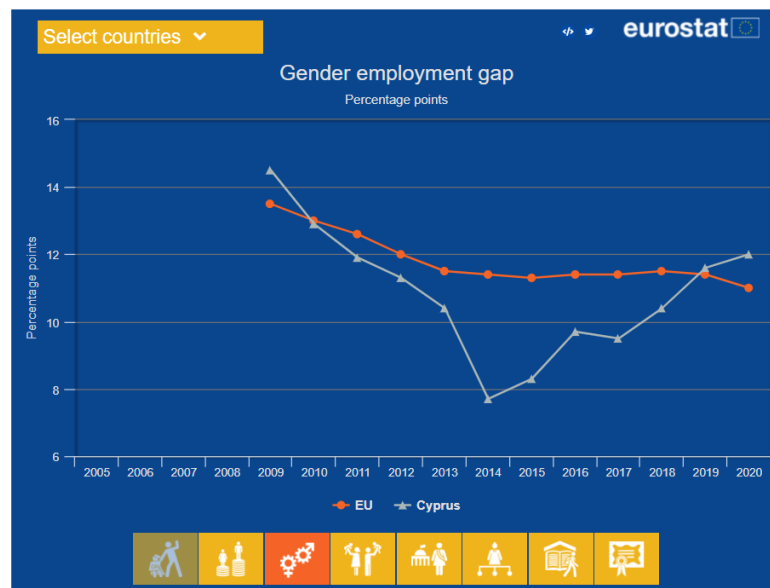 Select countries
</>
eurostat
Gender employment gap
Percentage points
16
14
12
10
8
6
Percentage points
2005 2006 2007 2008 2009 2010 2011 2012 2013 2014 2015 2016 2017 2018 2019 2020
EU Cyprus